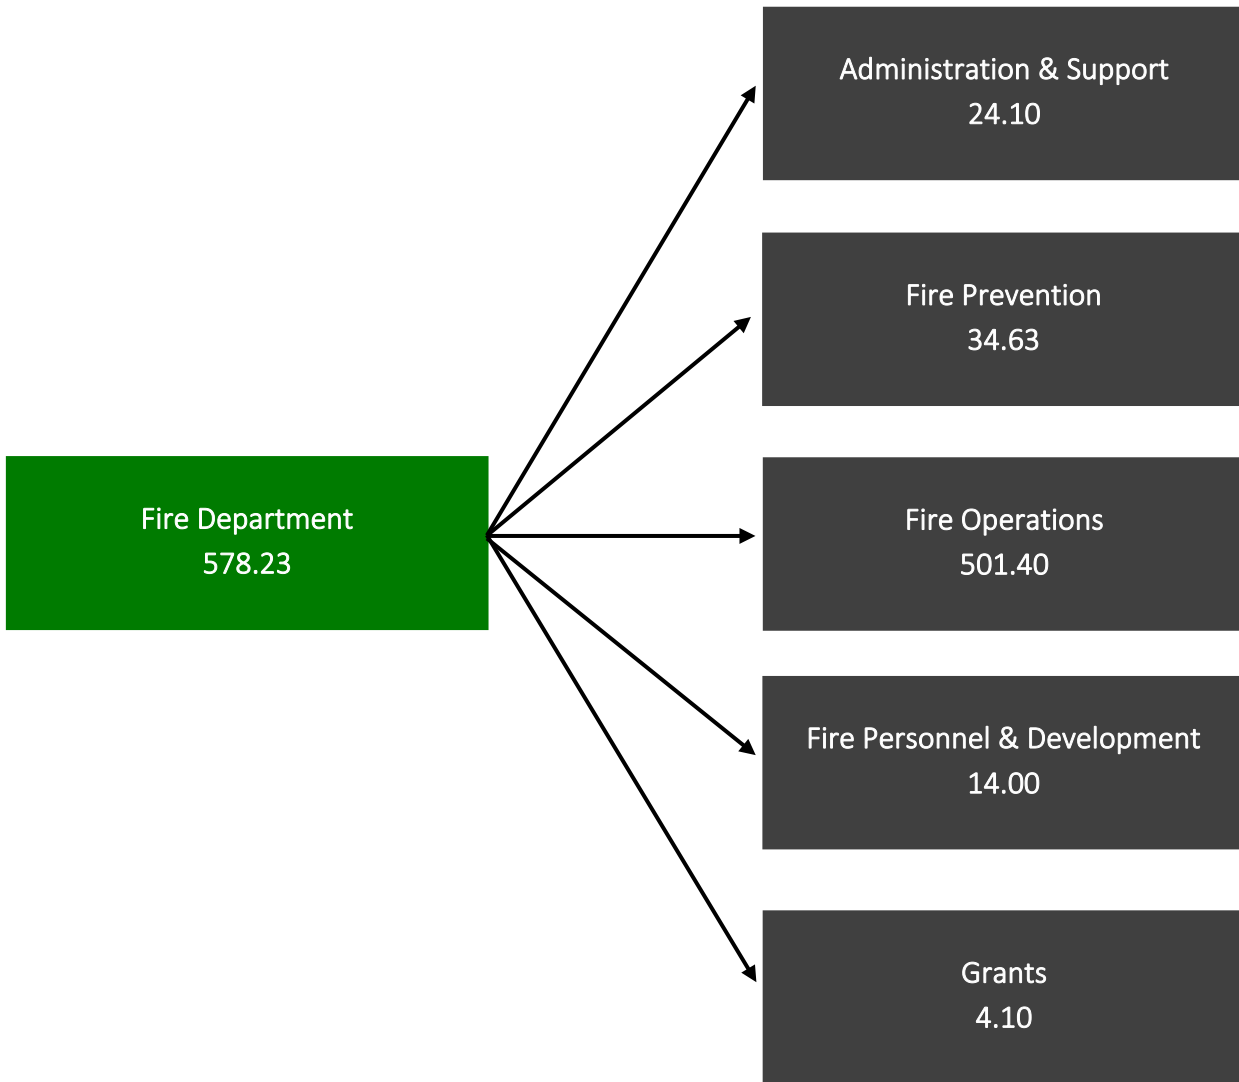 Administration & Support
24.10
Fire Prevention
34.63
Fire Department
578.23
Fire Operations
501.40
Fire Personnel & Development
14.00
Grants
4.10